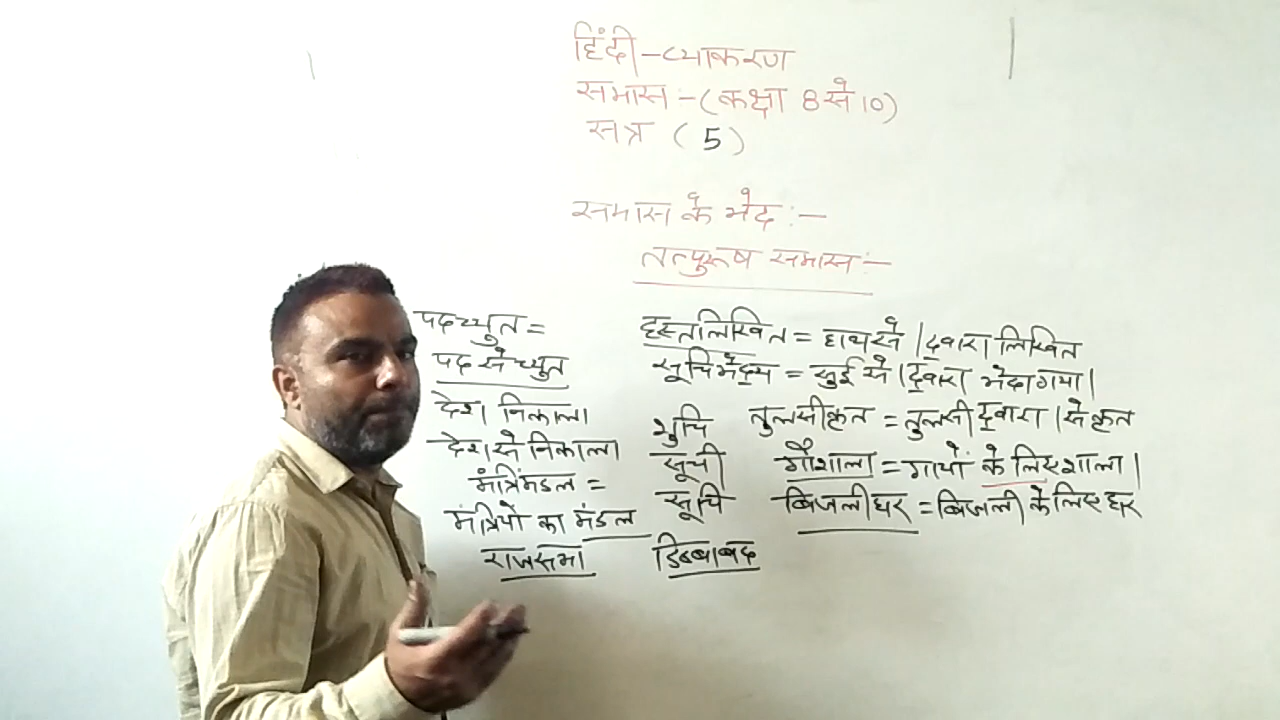 हिंदी-व्याकरण
समास :- (कक्षा 8 से 10)
सत्र (5)
समास के भेद :-
तत्पुरूष समास :-
पदच्युत =
पद से च्युत
देश निकाला
देश से निकाला
मंत्रिमंडल =
मंत्रियों का मंडल
राजसभा
शुचि
सूची
सूचि
डिब्बाबंद
हस्तलिखित = हाथ से / द्वारा लिखित
सूचिभेद्य = सुई से / द्वारा भेदा गया।
तुलसीकृत = तुलसी द्वारा / से कृत
गौशाला = गायों के लिए शाला।
बिजलीघर = बिजली के लिए घर